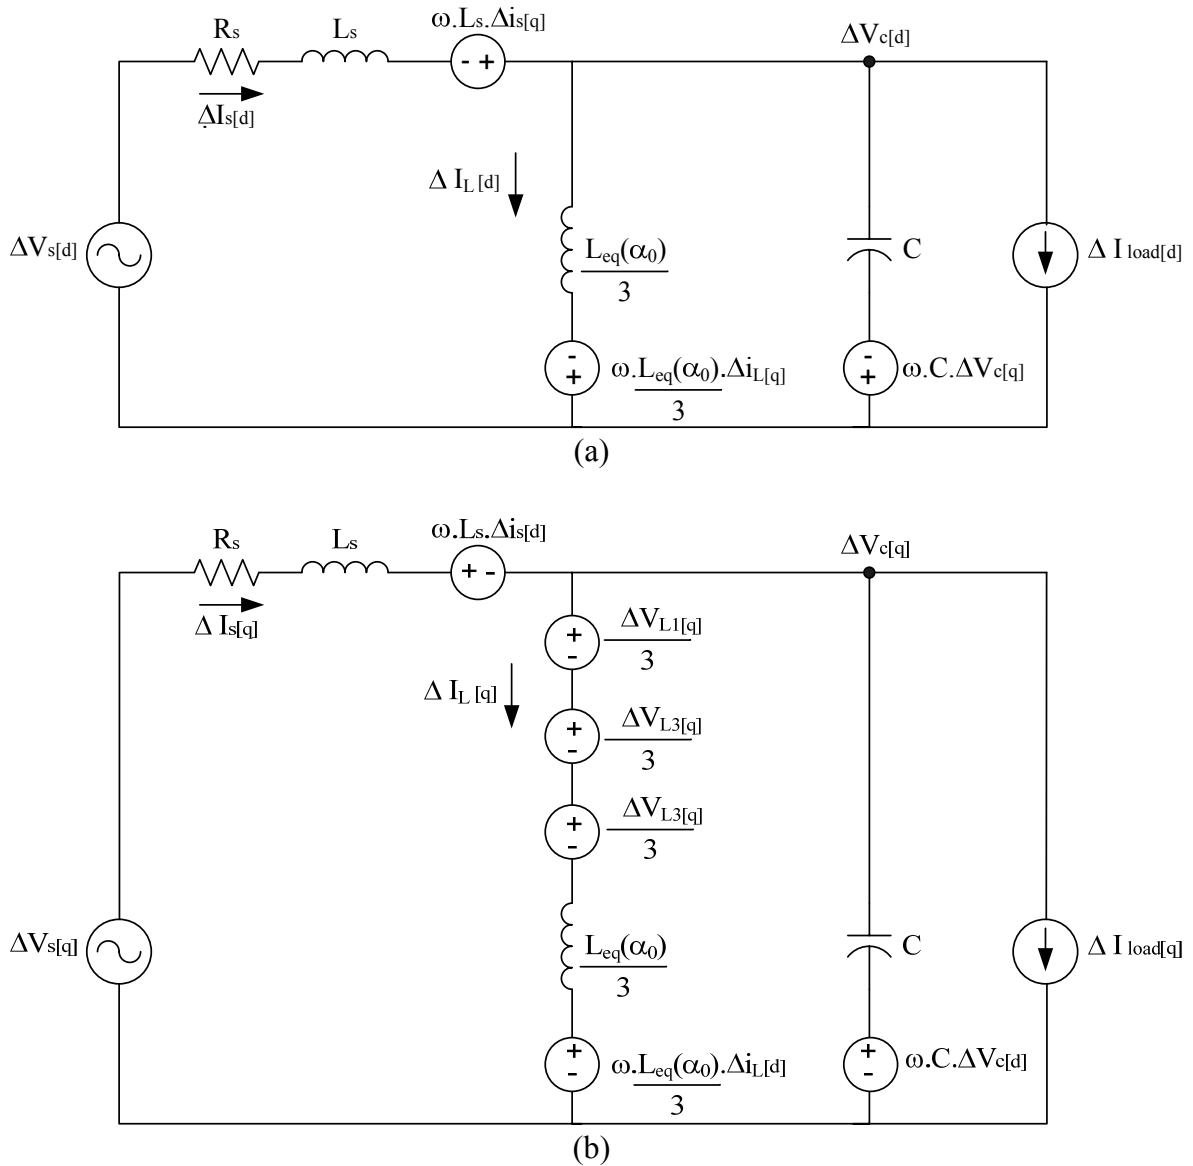 ω.Ls.Δis[q]
Rs
Ls
ΔVc[d]
- +
ΔIs[d]
Δ IL [d]
ΔVs[d]
Leq(α0)
3
C
Δ I load[d]
-
+
ω.Leq(α0).ΔiL[q]
3
-
+
ω.C.ΔVc[q]
(a)
ω.Ls.Δis[d]
Rs
Ls
ΔVc[q]
+ -
Δ Is[q]
+
-
ΔVL1[q]
3
Δ IL [q]
+
-
ΔVL3[q]
3
+
-
ΔVL3[q]
3
ΔVs[q]
Leq(α0)
3
C
Δ I load[q]
+
-
ω.Leq(α0).ΔiL[d]
3
+
-
ω.C.ΔVc[d]
(b)